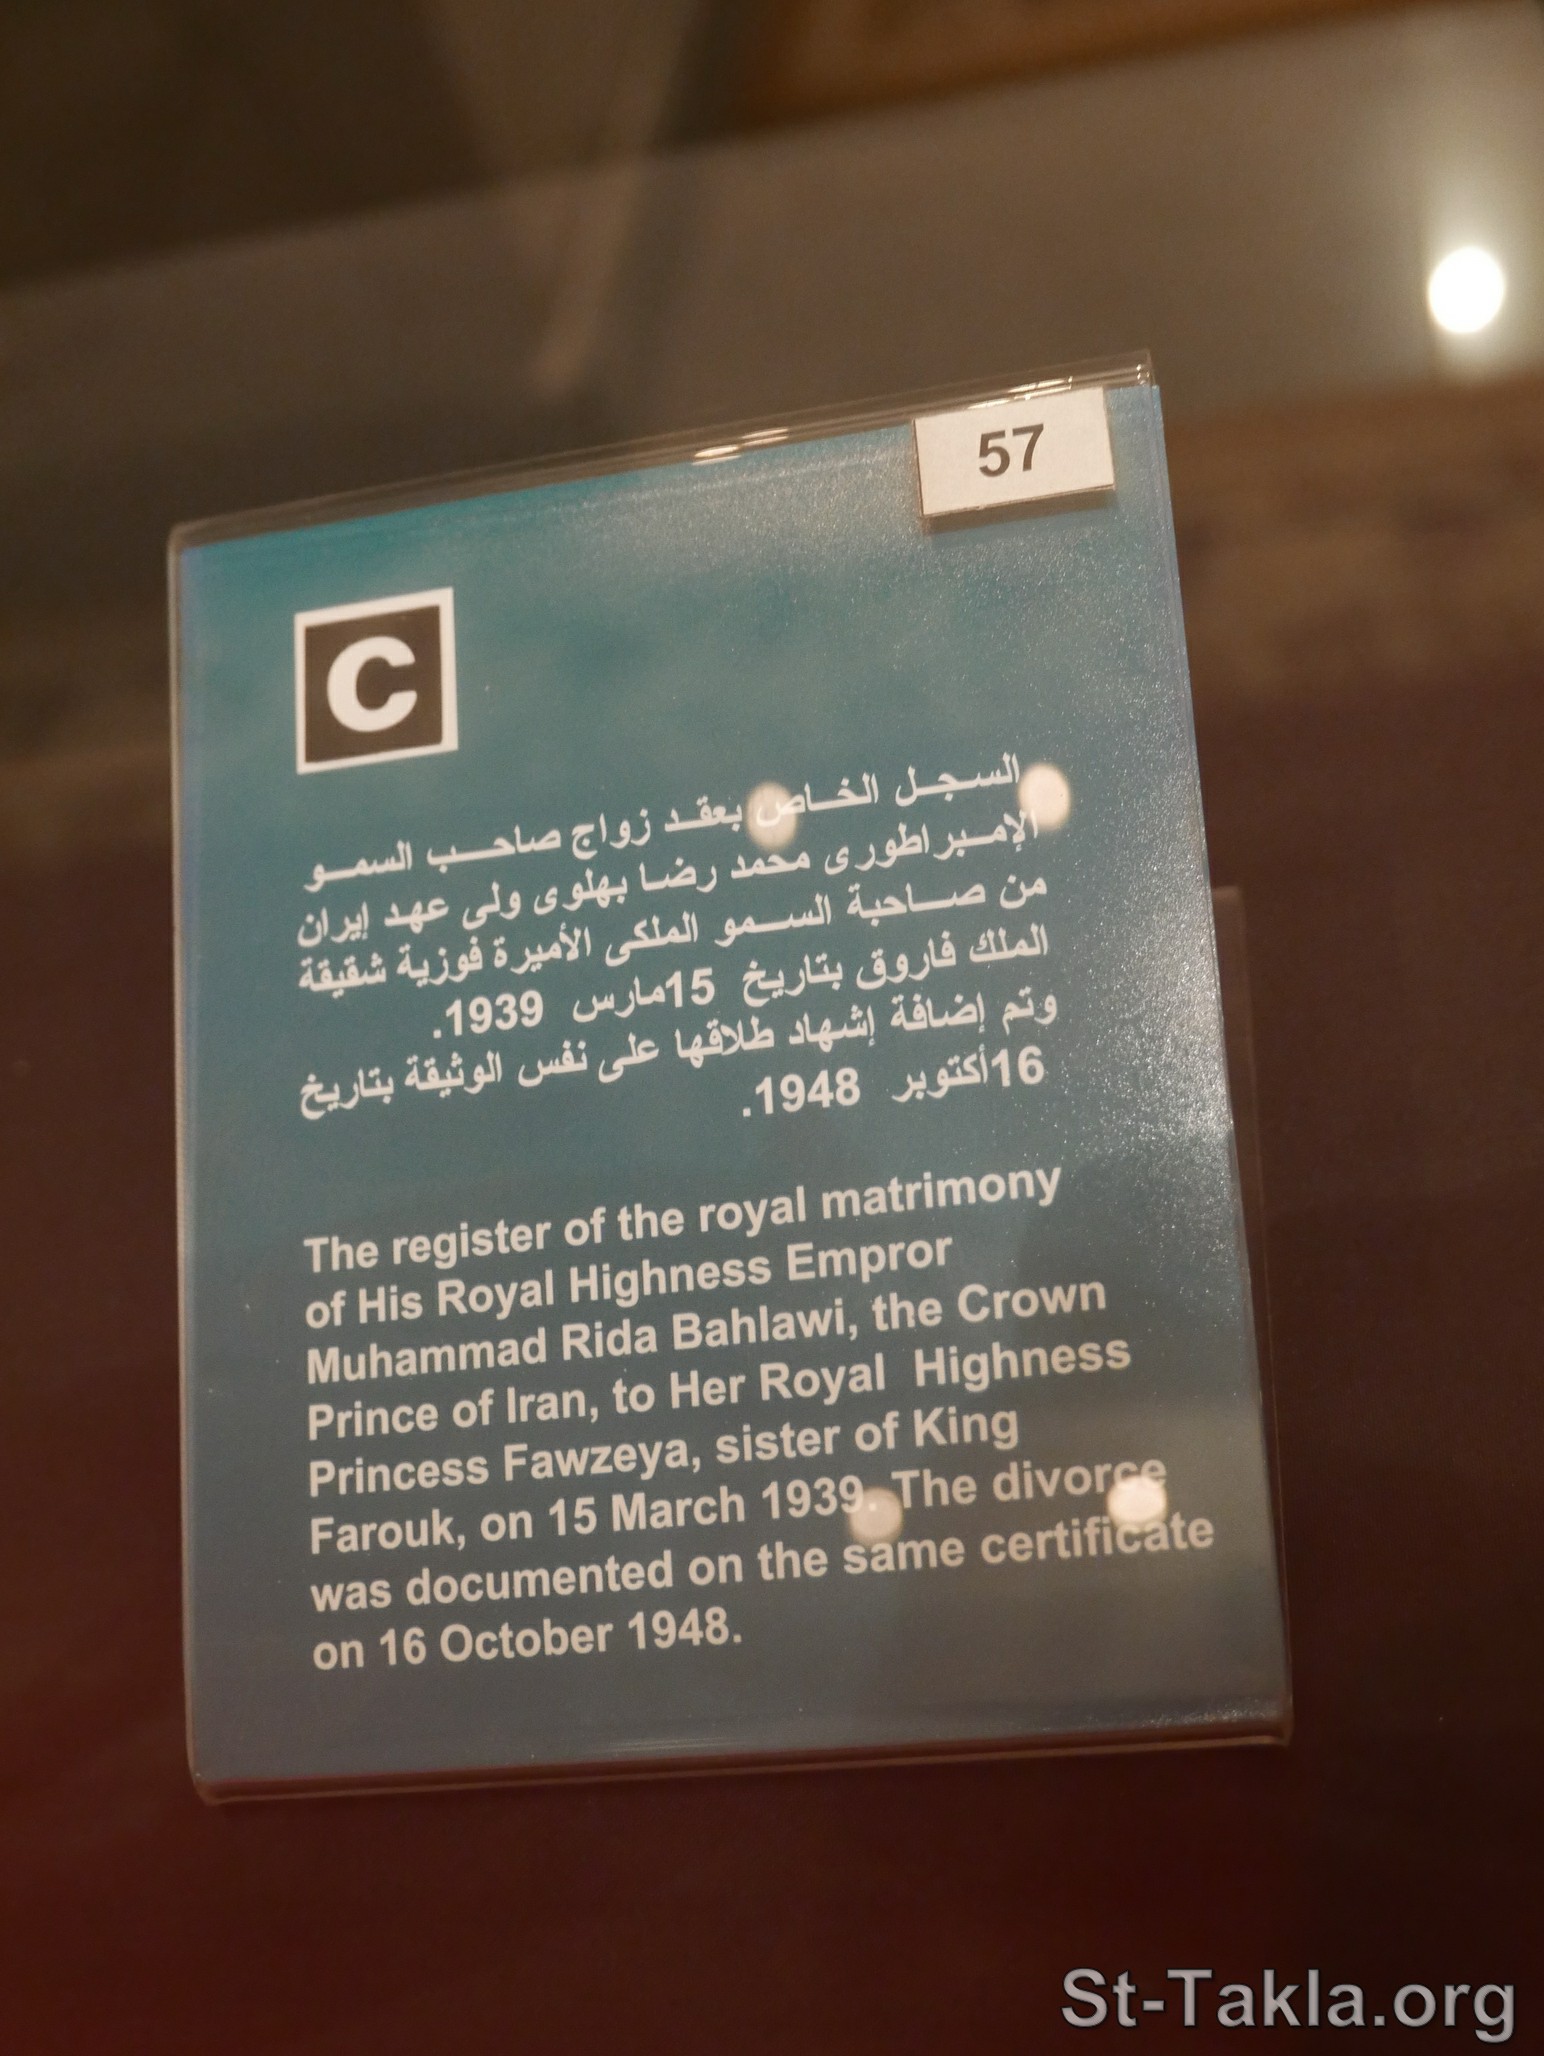 57
C
السجل الخاص بعقد زواج صاحب السمو
الإمبراطورى محمد رضا بهلوى ولى عهد إيران
من صاحبة السمو الملكى الأميرة فوزية شقيقة
الملك فاروق بتاريخ 15مارس 1939.
وتم إضافة إشهاد طلاقها على نفس الوثيقة بتاريخ
16أكتوبر 1948.
The register of the royal matrimony
of His Royal Highness Empror
Muhammad Rida Bahlawi, the Crown
Prince of Iran, to Her Royal Highness
Princess Fawzeya, sister of King
Farouk, on 15 March 1939. The divorce
was documented on the same certificate
on 16 October 1948.
St-Takla.org